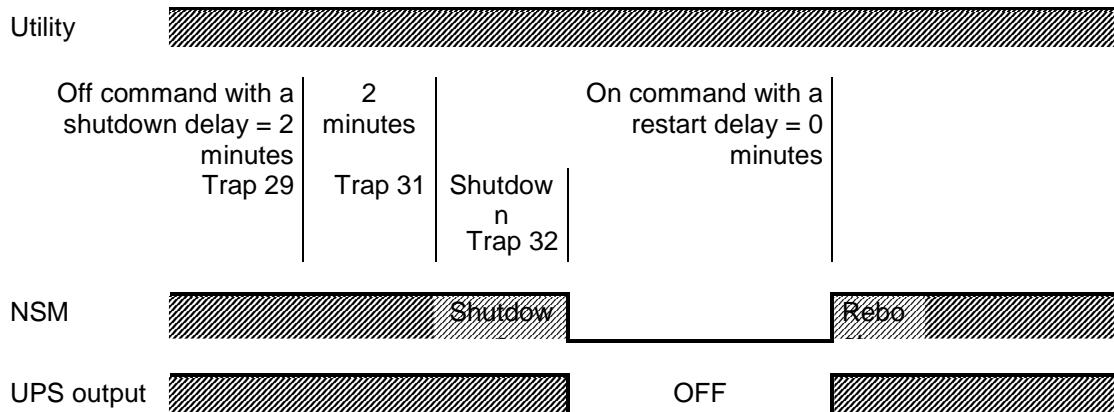 Utility
Off command with a
shutdown delay = 2
minutes
Trap 29
2
minutes
Trap 31
Shutdow
n
Trap 32
On command with a
restart delay = 0
minutes
NSM
Shutdow
Rebo
UPS output
OFF